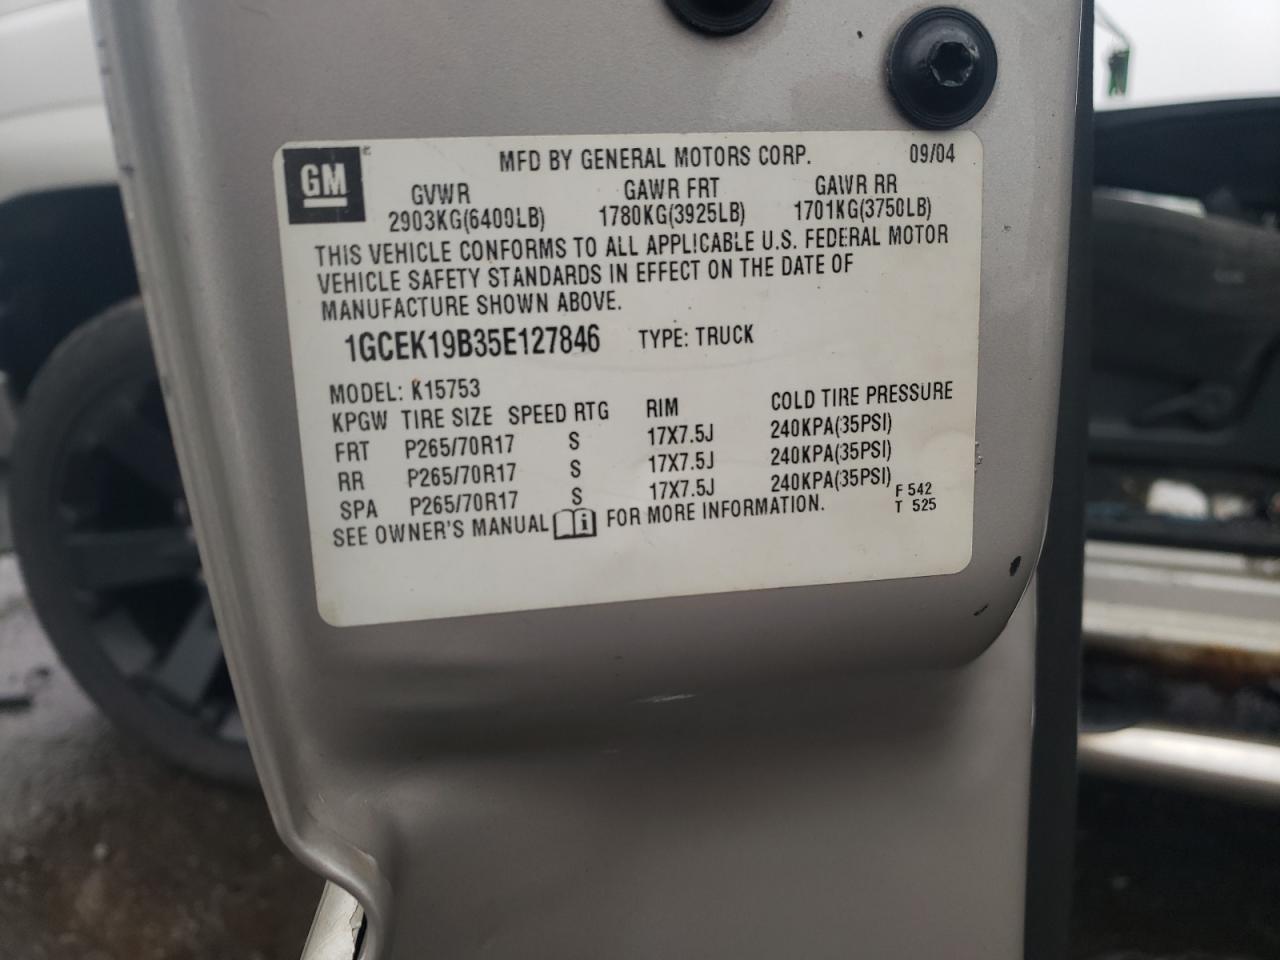 GM
MFD BY GENERAL MOTORS CORP. 09/04
GVWR GAWR FRT GAWR RR
2903KG(6400LB) 1780KG(3925LB) 1701KG(3750LB)
THIS VEHICLE CONFORMS TO ALL APPLICABLE U.S. FEDERAL MOTOR
VEHICLE SAFETY STANDARDS IN EFFECT ON THE DATE OF
MANUFACTURE SHOWN ABOVE.
1GCEK19B35E127846 TYPE: TRUCK
MODEL: K15753
KPGW TIRE SIZE SPEED RTG RIM COLD TIRE PRESSURE
FRT P265/70R17 S 17X7.5J 240KPA(35PSI)
RR P265/70R17 S 17X7.5J 240KPA(35PSI)
SPA P265/70R17 S 17X7.5J 240KPA(35PSI)
SEE OWNER'S MANUAL i FOR MORE INFORMATION.
F 542
T 525